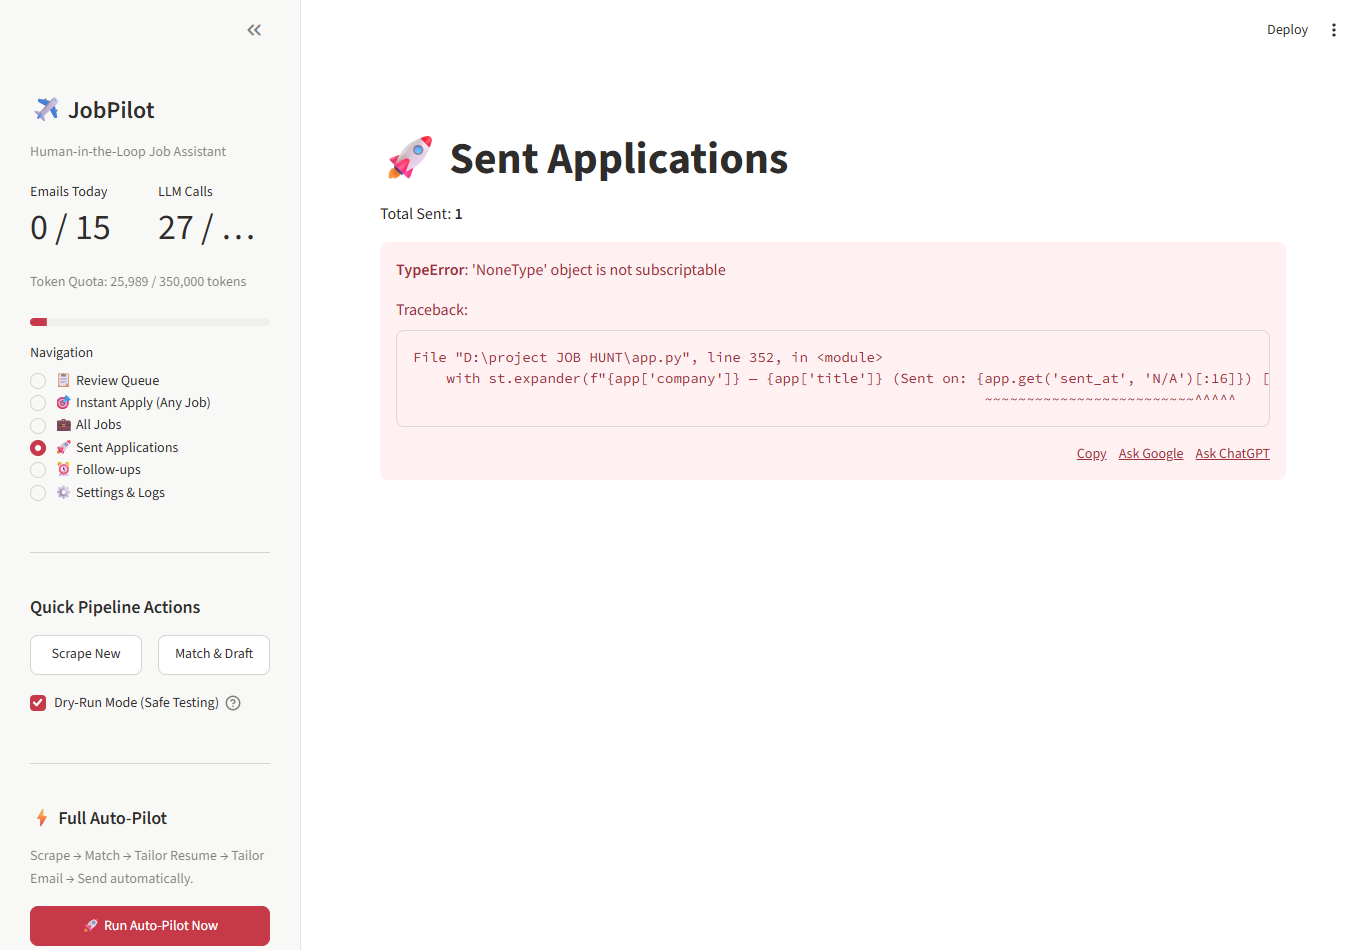 Deploy
JobPilot
Human-in-the-Loop Job Assistant
Emails Today
LLM Calls
0 / 15
27 / …
Token Quota: 25,989 / 350,000 tokens
Navigation
Review Queue
Instant Apply (Any Job)
All Jobs
Sent Applications
Follow-ups
Settings & Logs
Quick Pipeline Actions
Scrape New
Match & Draft
Dry-Run Mode (Safe Testing)
Full Auto-Pilot
Scrape → Match → Tailor Resume → Tailor
Email → Send automatically.
Run Auto-Pilot Now
Sent Applications
Total Sent: 1
TypeError: 'NoneType' object is not subscriptable
Traceback:
File "D:\project JOB HUNT\app.py", line 352, in <module>
with st.expander(f"{app['company']} — {app['title']} (Sent on: {app.get('sent_at', 'N/A')[:16]}) [
~~~~~~~~~~~~~~~~~~~~~~~~~^^^^^
Copy
Ask Google
Ask ChatGPT